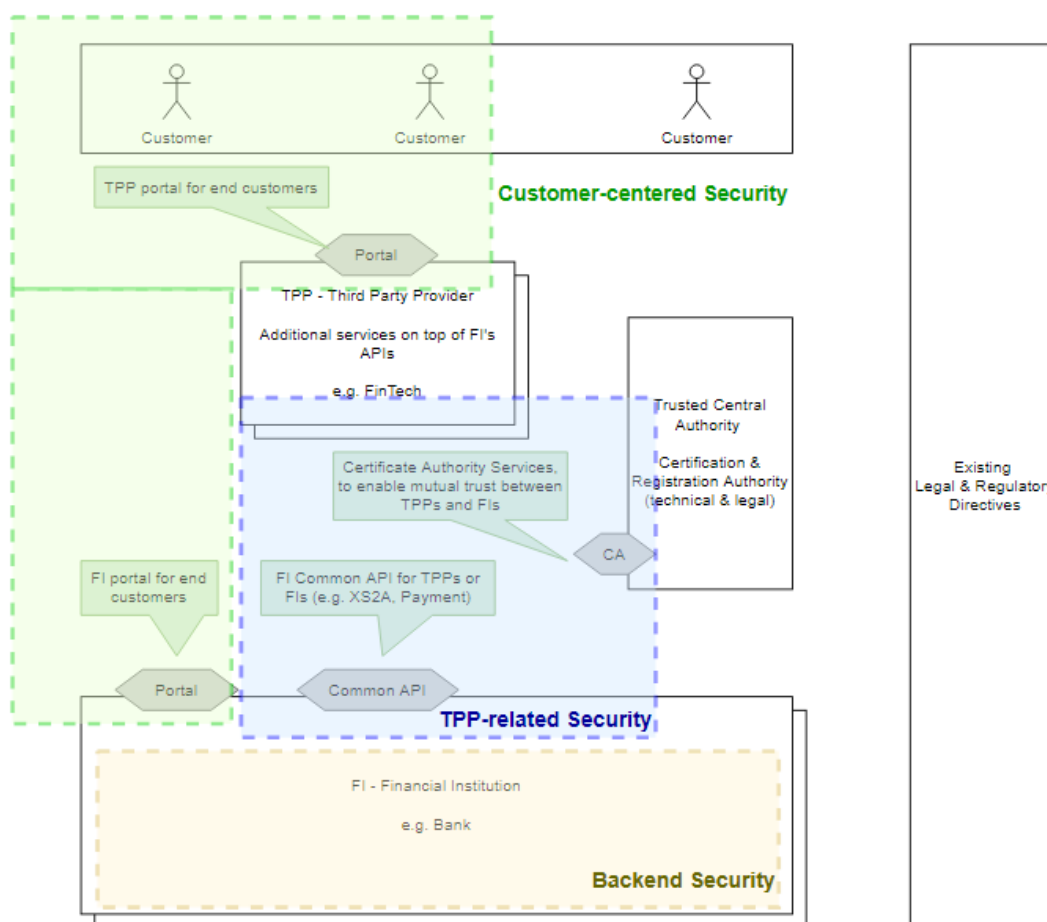 Customer
Customer
Customer
TPP portal for end customers
Customer-centered Security
Portal
TPP - Third Party Provider
Additional services on top of FI's
APIs
e.g. FinTech
Trusted Central
Authority
Certification &
Registration Authority
(technical & legal)
Existing
Legal & Regulator
Directives
Certificate Authority Services,
to enable mutual trust between
TPPs and FIs
CA
FI portal for end
customers
FI Common API for TPPs or
FIs (e.g. XS2A, Payment)
Portal
Common API
TPP-related Security
FI - Financial Institution
e.g. Bank
Backend Security